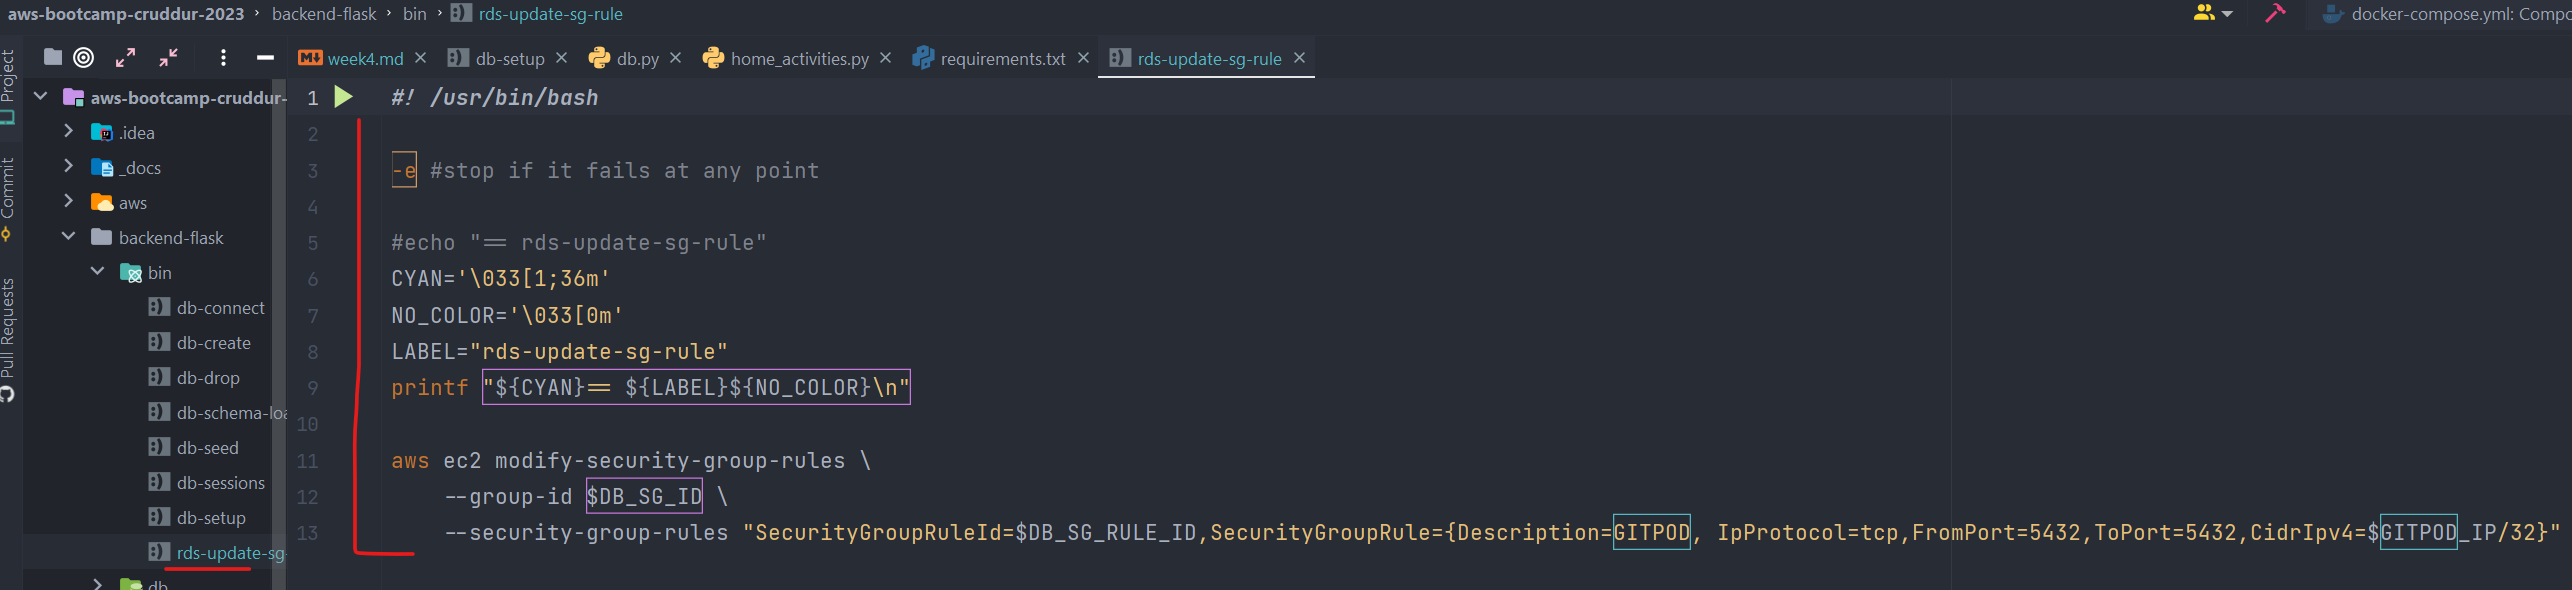 aws-bootcamp-cruddur-2023 › backend-flask › bin › rds-update-sg-rule
docker-compose.yml: Compo
week4.md
db-setup
db.py
home_activities.py
requirements.txt
rds-update-sg-rule
Project
Commit
Pull Requests
aws-bootcamp-cruddur-
.idea
_docs
aws
backend-flask
bin
db-connect
db-create
db-drop
db-schema-loa
db-seed
db-sessions
db-setup
rds-update-sg-
db
1 #! /usr/bin/bash
2
3 -e #stop if it fails at any point
4
5 #echo "== rds-update-sg-rule"
6 CYAN='\033[1;36m'
7 NO_COLOR='\033[0m'
8 LABEL="rds-update-sg-rule"
9 printf "${CYAN}== ${LABEL}${NO_COLOR}\n"
10
11 aws ec2 modify-security-group-rules \
12 --group-id $DB_SG_ID \
13 --security-group-rules "SecurityGroupRuleId=$DB_SG_RULE_ID,SecurityGroupRule={Description=GITPOD, IpProtocol=tcp,FromPort=5432,ToPort=5432,CidrIpv4=$GITPOD_IP/32}"